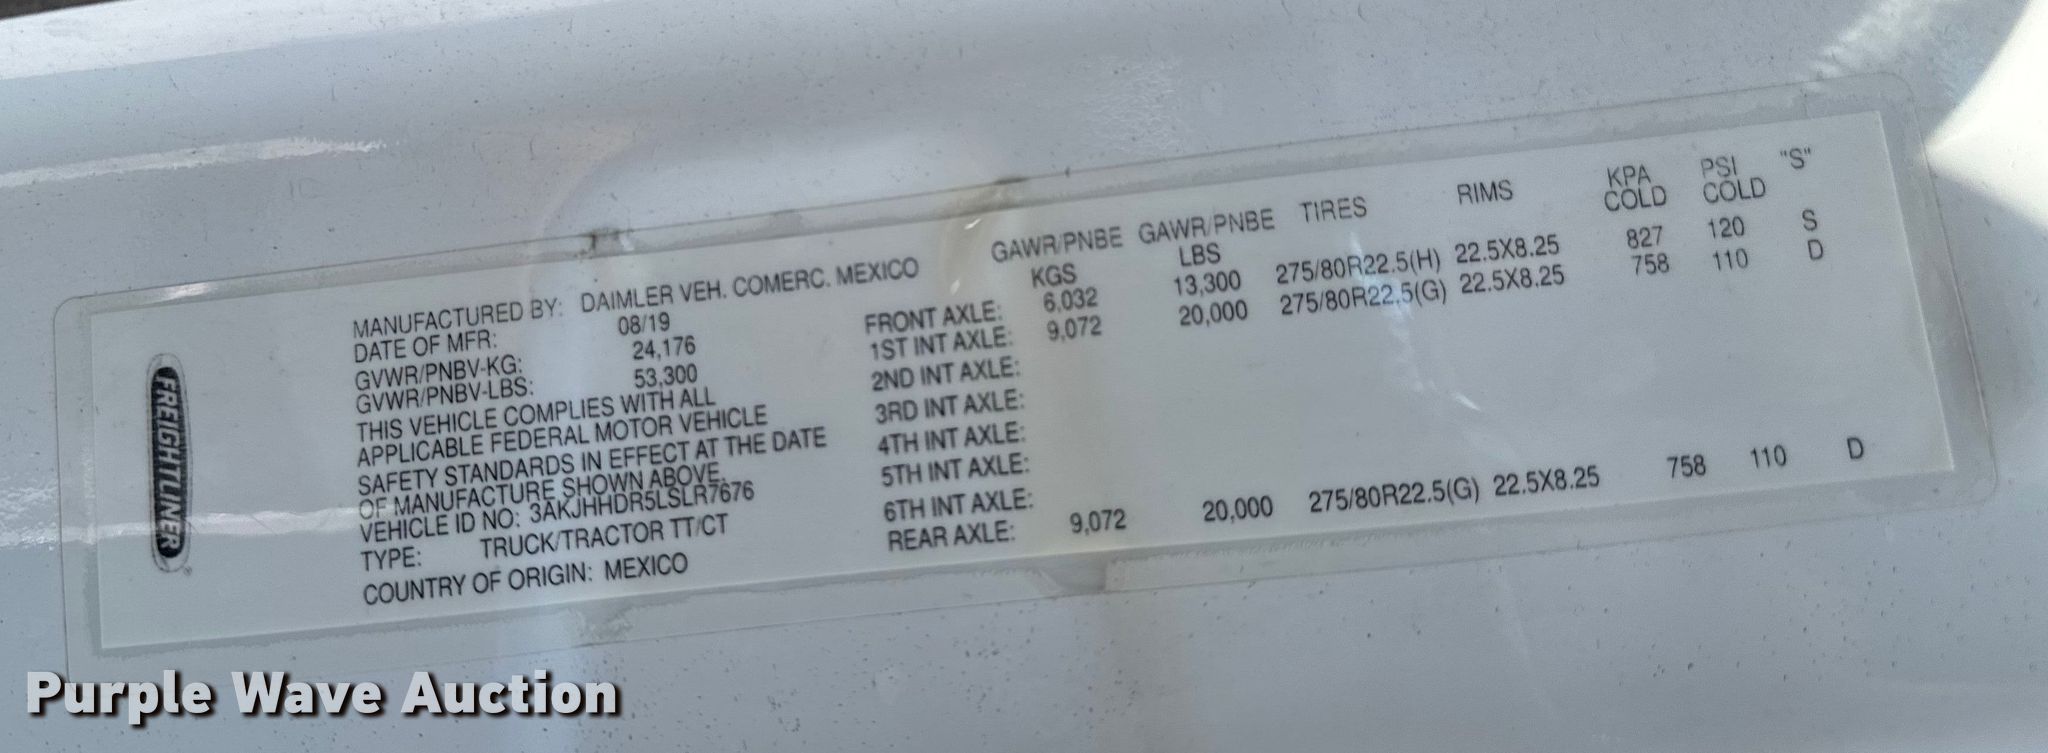 FREIGHTLINER
MANUFACTURED BY: DAIMLER VEH. COMERC. MEXICO
DATE OF MFR: 08/19
GVWR/PNBV-KG: 24,176
GVWR/PNBV-LBS: 53,300
THIS VEHICLE COMPLIES WITH ALL
APPLICABLE FEDERAL MOTOR VEHICLE
SAFETY STANDARDS IN EFFECT AT THE DATE
OF MANUFACTURE SHOWN ABOVE.
VEHICLE ID NO: 3AKJHHDR5LSLR7676
TYPE: TRUCK/TRACTOR TT/CT
COUNTRY OF ORIGIN: MEXICO
GAWR/PNBE KGS GAWR/PNBE LBS TIRES RIMS KPA COLD PSI COLD "S"
FRONT AXLE: 6,032 13,300 275/80R22.5(H) 22.5X8.25 827 120 S
1ST INT AXLE: 9,072 20,000 275/80R22.5(G) 22.5X8.25 758 110 D
2ND INT AXLE:
3RD INT AXLE:
4TH INT AXLE:
5TH INT AXLE:
6TH INT AXLE:
REAR AXLE: 9,072 20,000 275/80R22.5(G) 22.5X8.25 758 110 D
Purple Wave Auction